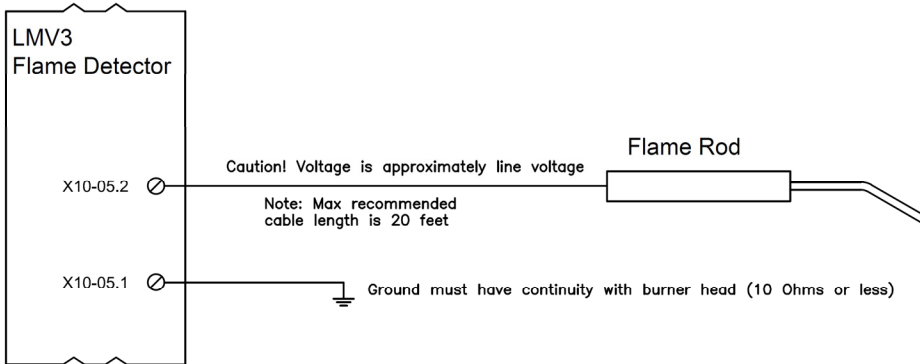 LMV3
Flame Detector
Flame Rod
Caution! Voltage is approximately line voltage
X10-05.2
Note: Max recommended
cable length is 20 feet
X10-05.1
Ground must have continuity with burner head (10 Ohms or less)